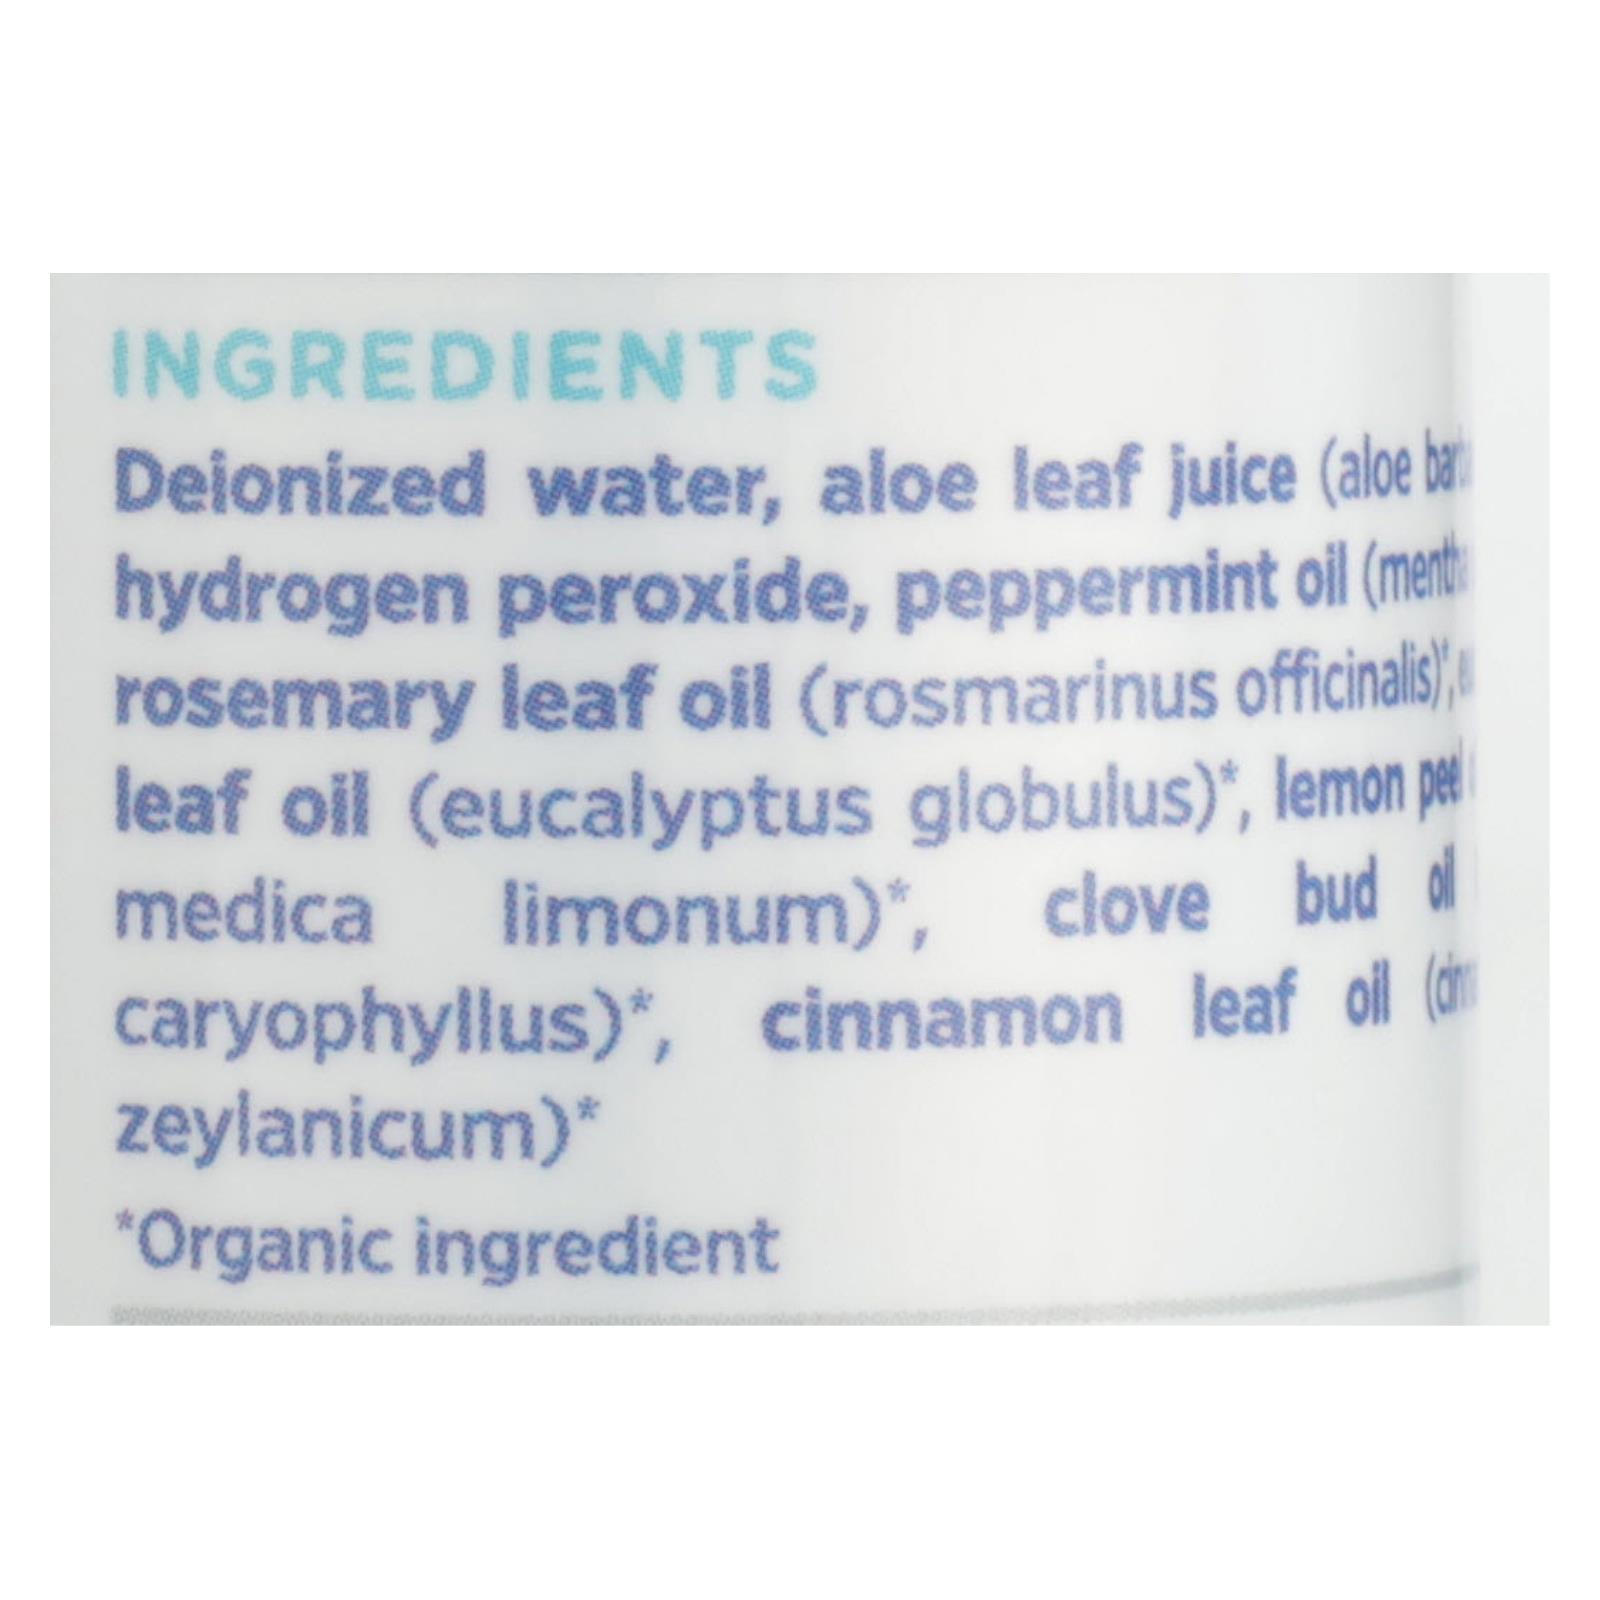 INGREDIENTS
Deionized water, aloe leaf juice (aloe
hydrogen peroxide, peppermint oil
rosemary leaf oil (rosmarinus officinalis)*,
leaf oil (eucalyptus globulus)*, lemon peel
medica limonum)*, clove bud oil
caryophyllus)*, cinnamon leaf oil
zeylanicum)*
*Organic ingredient